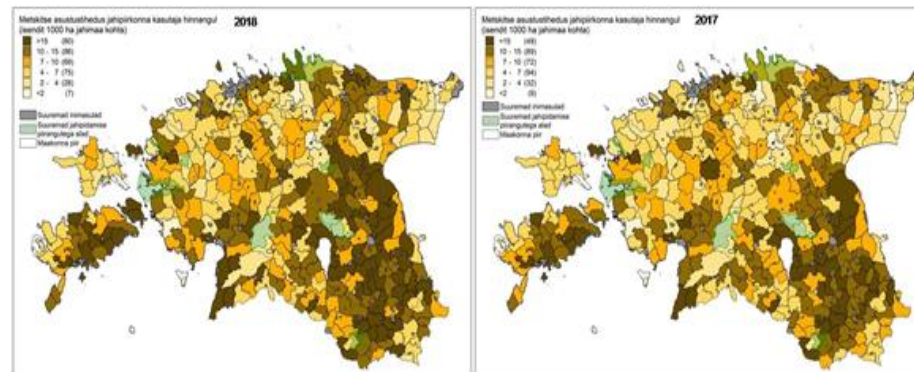 Metskitse asustustihedus jahipiirkonna kasutaja hinnangul
(isendit 1000 ha jahimaa kohta)
2018
>15 (80)
10 - 15 (86)
7 - 10 (68)
4 - 7 (75)
2 - 4 (26)
<2 (7)
Suuremad inimasulad
Suuremad jahipidamise
piirangutega alad
Maakonna piir
Metskitse asustustihedus jahipiirkonna kasutaja hinnangul
(isendit 1000 ha jahimaa kohta)
2017
>15 (49)
10 - 15 (89)
7 - 10 (72)
4 - 7 (94)
2 - 4 (32)
<2 (9)
Suuremad inimasulad
Suuremad jahipidamise
piirangutega alad
Maakonna piir